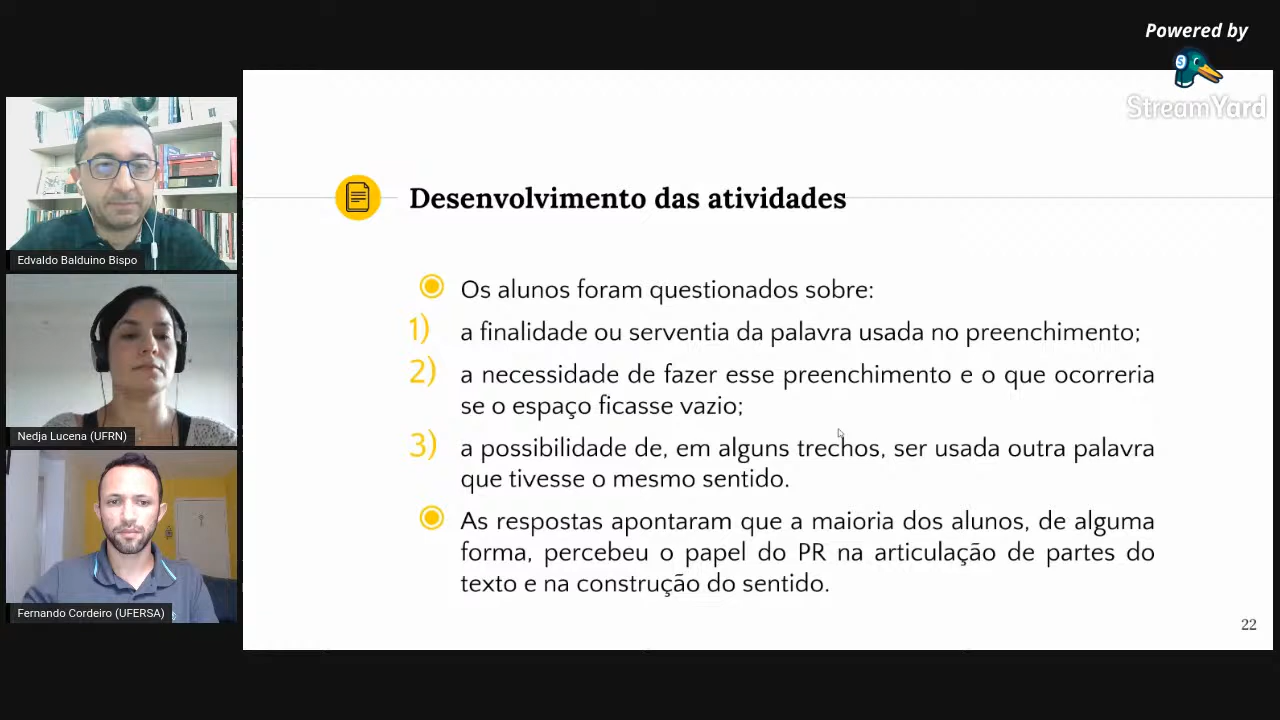 Powered by
StreamYard
Desenvolvimento das atividades
Os alunos foram questionados sobre:
1) a finalidade ou serventia da palavra usada no preenchimento;
2) a necessidade de fazer esse preenchimento e o que ocorreria
se o espaço ficasse vazio;
3) a possibilidade de, em alguns trechos, ser usada outra palavra
que tivesse o mesmo sentido.
As respostas apontaram que a maioria dos alunos, de alguma
forma, percebeu o papel do PR na articulação de partes do
texto e na construção do sentido.
22
Edvaldo Balduino Bispo
Nedja Lucena (UFRN)
Fernando Cordeiro (UFERSA)